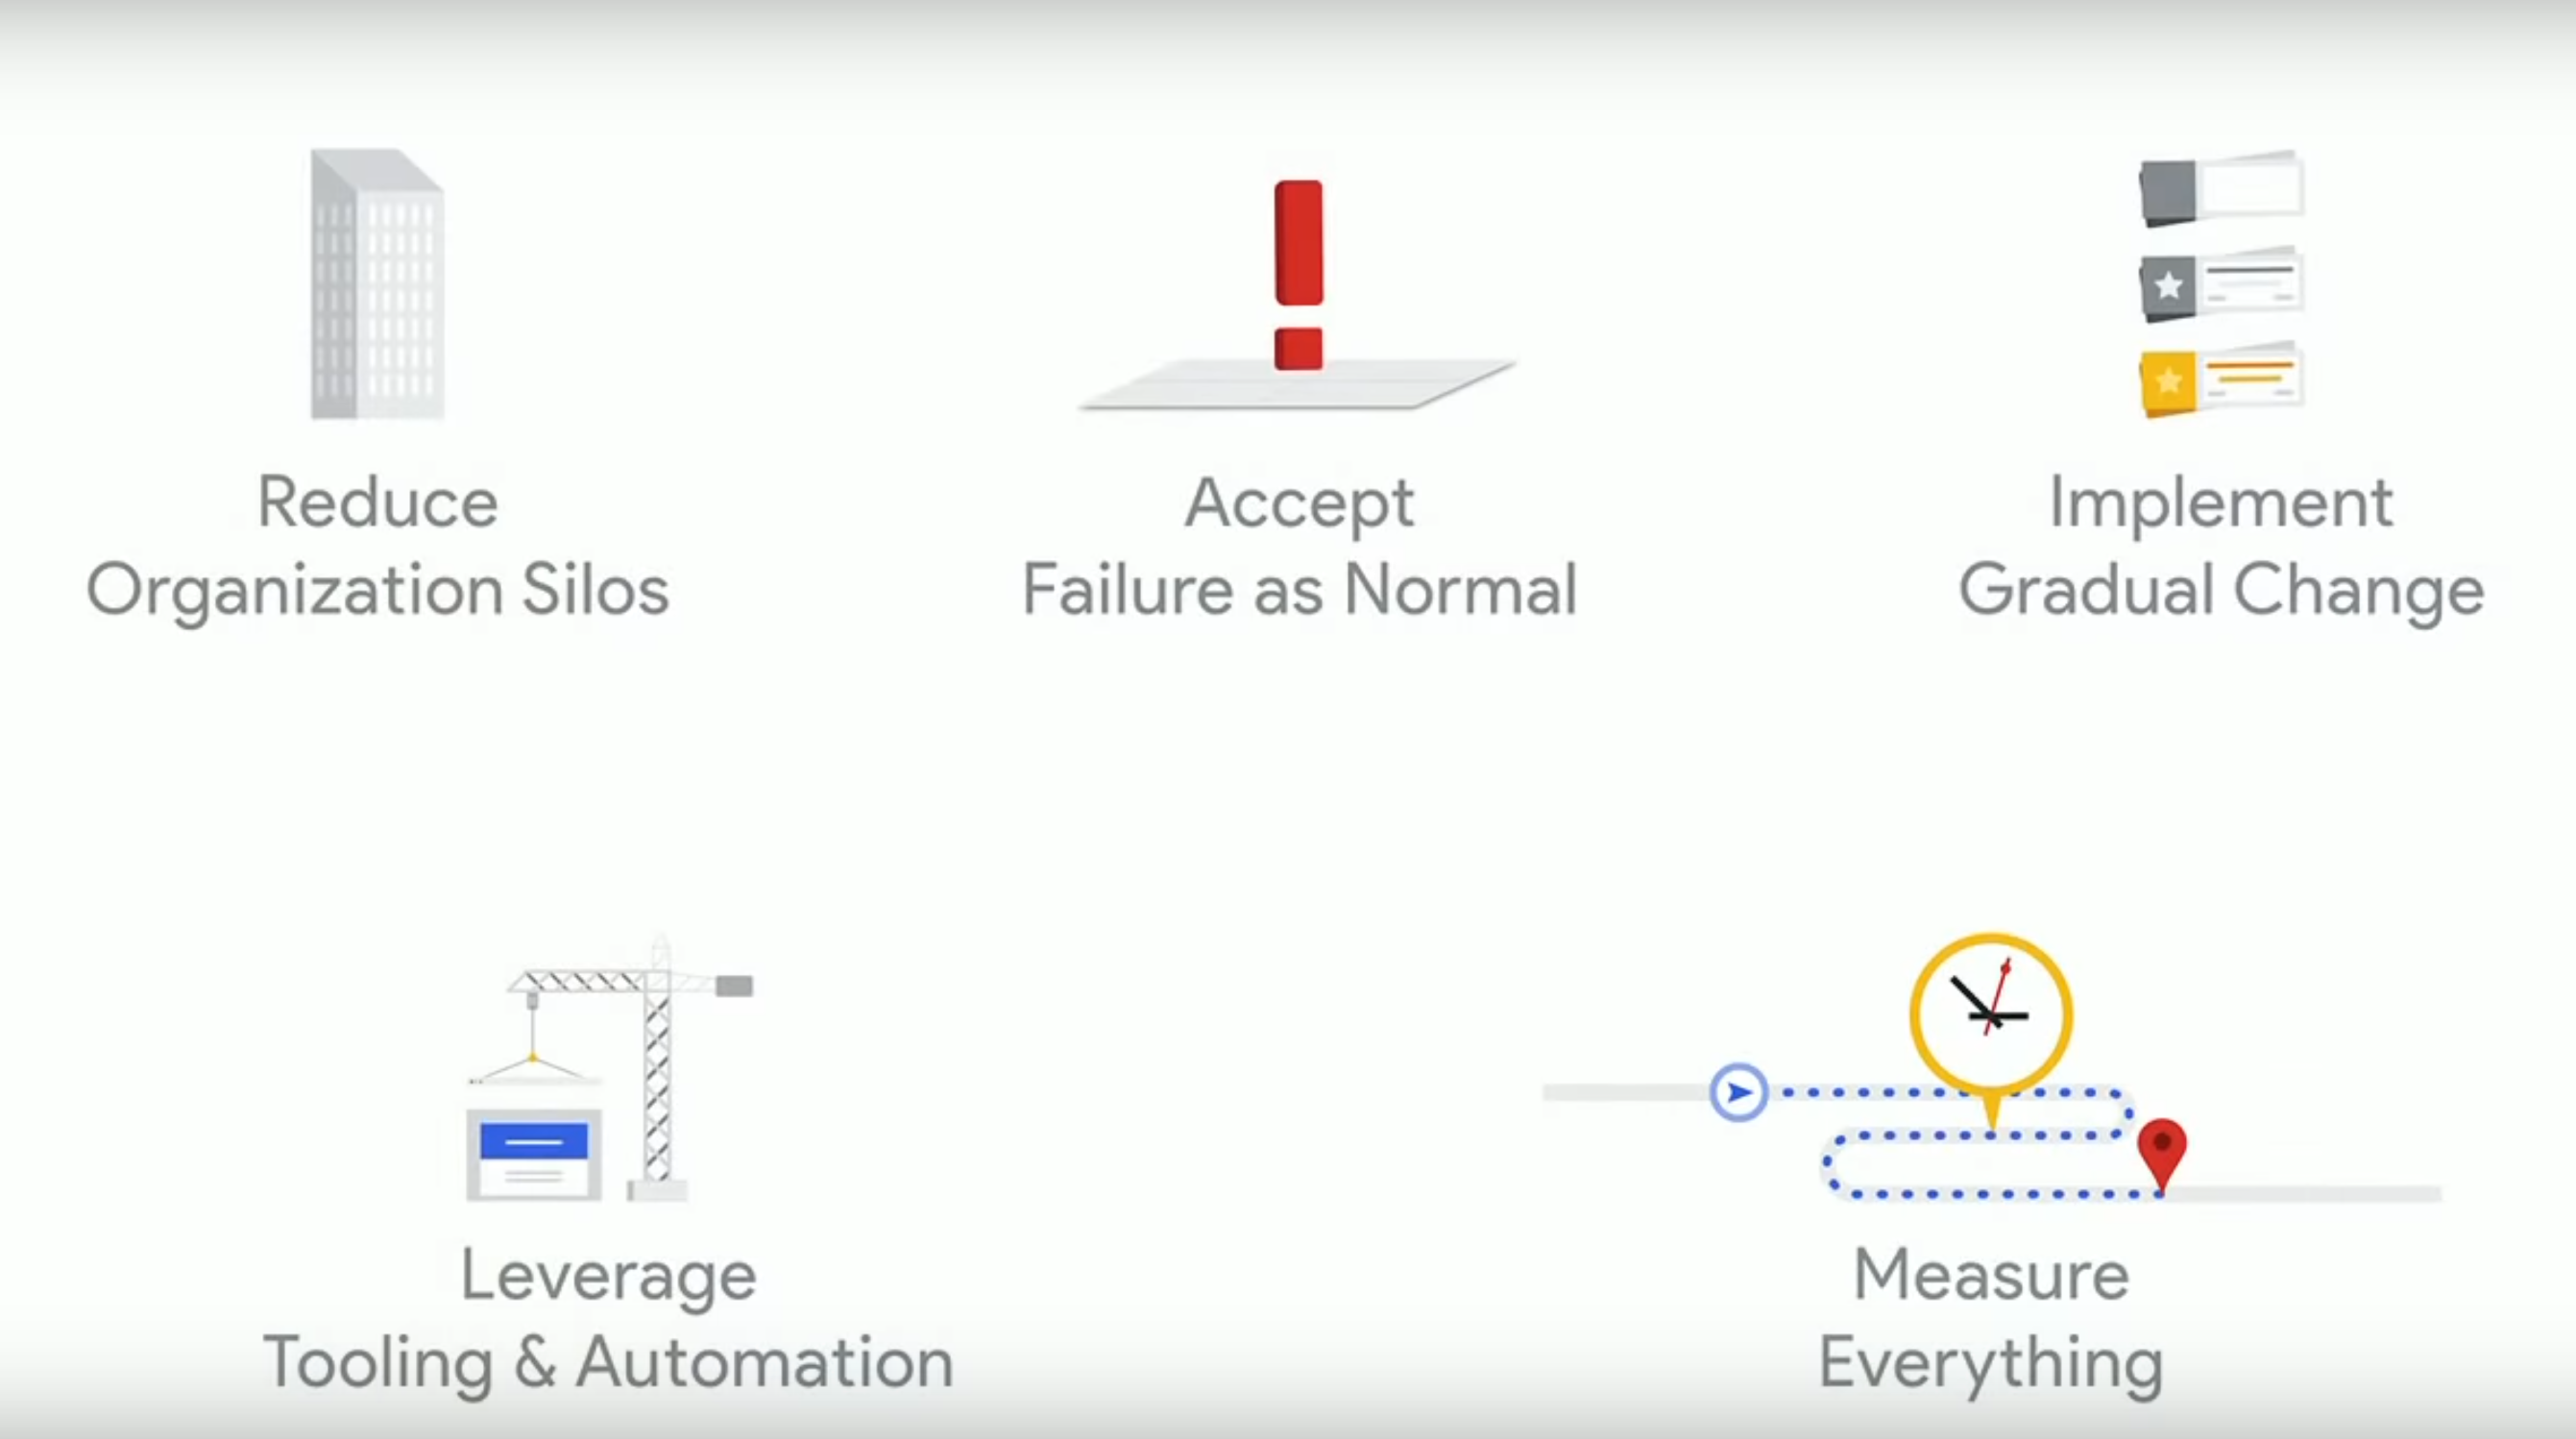 Reduce
Organization Silos
Accept
Failure as Normal
Implement
Gradual Change
Leverage
Tooling & Automation
Measure
Everything